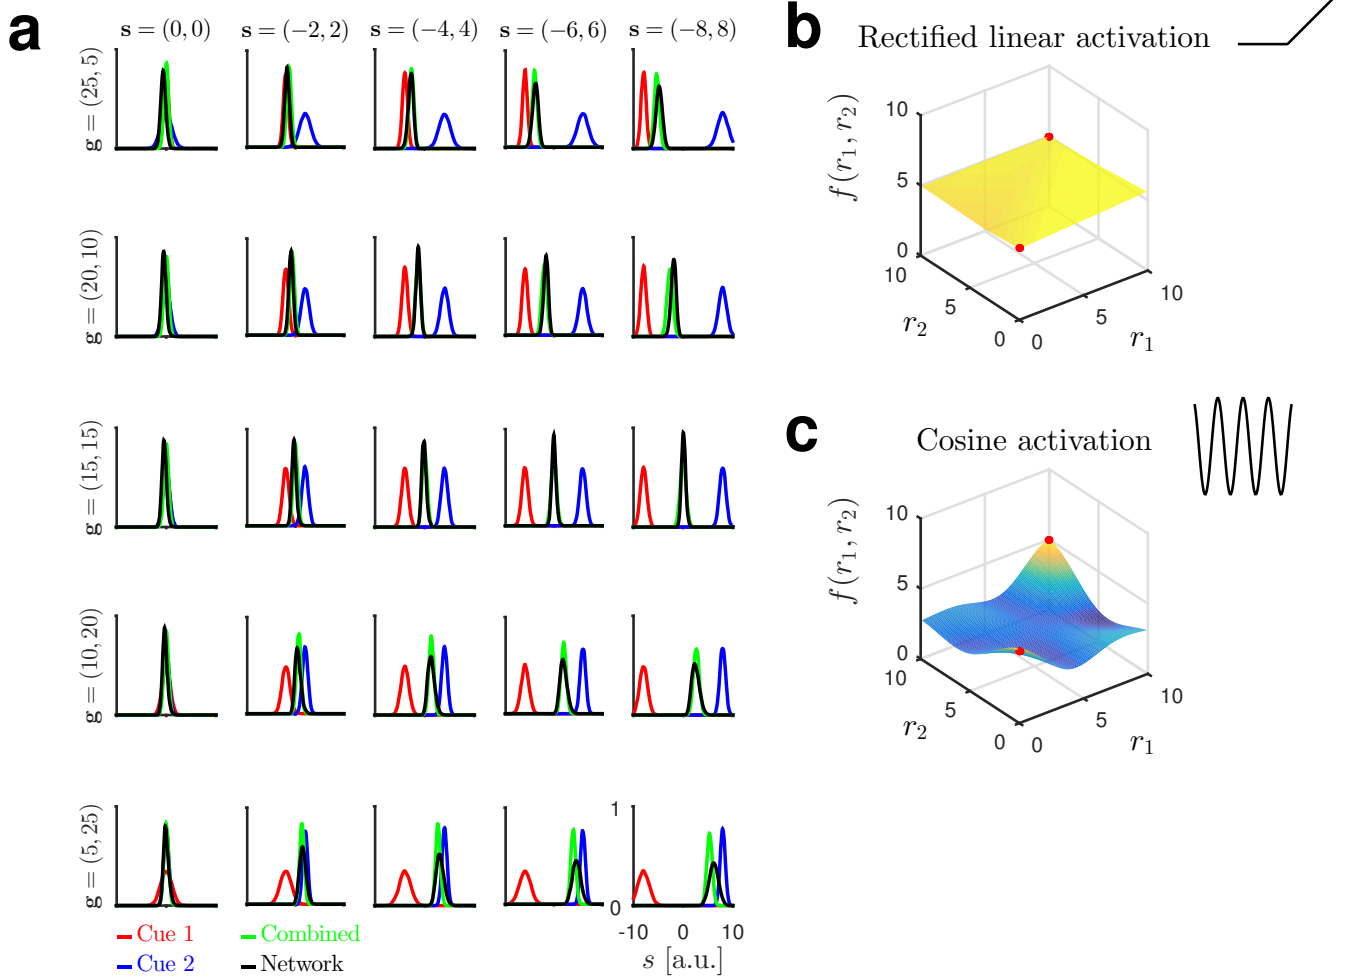 a
s = (0, 0) s = (−2, 2) s = (−4, 4) s = (−6, 6) s = (−8, 8)
g = (25, 5)
g = (20, 10)
g = (15, 15)
g = (10, 20)
g = (5, 25)
1
0
-10 0 10
s [a.u.]
Cue 1 Combined
Cue 2 Network
b
Rectified linear activation
f(r1, r2)
10
5
0
10
5
0
r2
0
5
10
r1
c
Cosine activation
f(r1, r2)
10
5
0
10
5
0
r2
0
5
10
r1